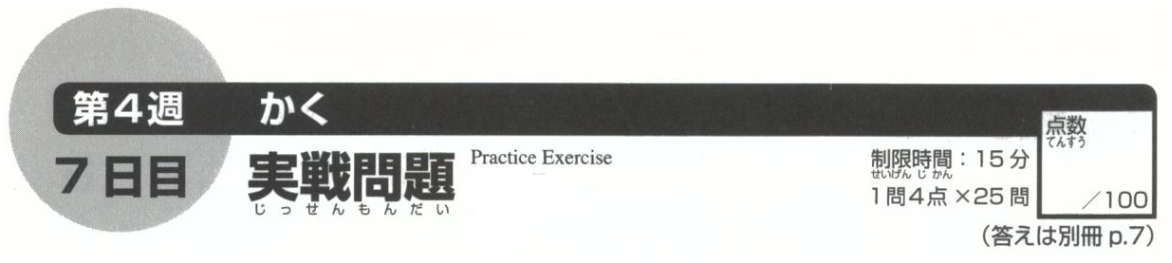 第4週 かく
7日目 実戦問題 Practice Exercise
じっせんもんだい
制限時間：15分
せいげんじかん
1問4点×25問
点数
てんすう
／100
（答えは別冊 p.7）